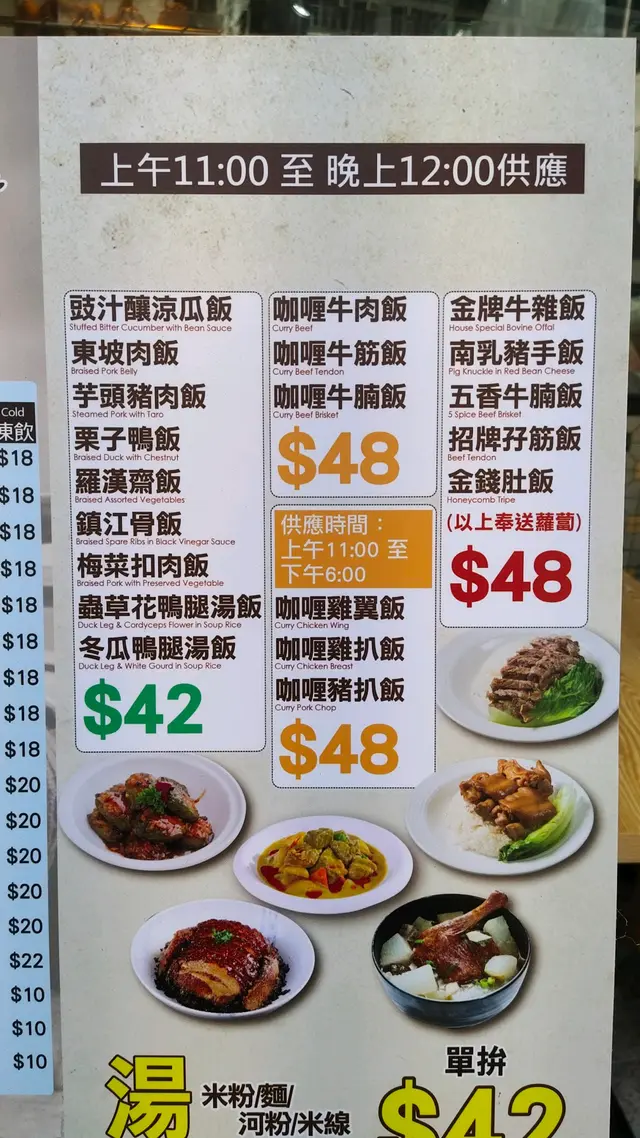 上午11:00 至 晚上12:00供應
豉汁釀涼瓜飯
Stuffed Bitter Cucumber with Bean Sauce
東坡肉飯
Braised Pork Belly
芋頭豬肉飯
Steamed Pork with Taro
栗子鴨飯
Braised Duck with Chestnut
羅漢齋飯
Braised Assorted Vegetables
鎮江骨飯
Braised Spare Ribs in Black Vinegar Sauce
梅菜扣肉飯
Braised Pork with Preserved Vegetable
蟲草花鴨腿湯飯
Duck Leg & Cordyceps Flower in Soup Rice
冬瓜鴨腿湯飯
Duck Leg & White Gourd in Soup Rice
$42
咖喱牛肉飯
Curry Beef
咖喱牛筋飯
Curry Beef Tendon
咖喱牛腩飯
Curry Beef Brisket
$48
供應時間：
上午11:00 至
下午6:00
咖喱雞翼飯
Curry Chicken Wing
咖喱雞扒飯
Curry Chicken Breast
咖喱豬扒飯
Curry Pork Chop
$48
金牌牛雜飯
House Special Bovine Offal
南乳豬手飯
Pig Knuckle in Red Bean Cheese
五香牛腩飯
5 Spice Beef Brisket
招牌孖筋飯
Beef Tendon
金錢肚飯
Honeycomb Tripe
(以上奉送蘿蔔)
$48
Cold
凍飲
$18
$18
$18
$18
$18
$18
$18
$18
$18
$20
$20
$20
$20
$20
$22
$10
$10
$10
湯
米粉/麵/
河粉/米線
單拚
$42